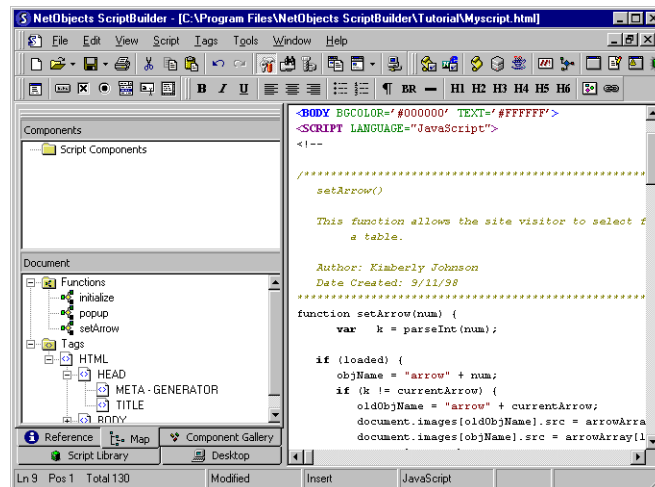 NetObjects ScriptBuilder - [C:\Program Files\NetObjects ScriptBuilder\Tutorial\Myscript.html]
File Edit View Script Tags Tools Window Help
B I U ¶ BR H1 H2 H3 H4 H5 H6
Components
Script Components
Document
Functions
initialize
popup
setArrow
Tags
HTML
HEAD
META - GENERATOR
TITLE
BODY
Reference Map Component Gallery
Script Library Desktop
<BODY BGCOLOR='#000000' TEXT='#FFFFFF'>
<SCRIPT LANGUAGE="JavaScript">
<!--
/************************************************
setArrow()
This function allows the site visitor to select f
a table.
Author: Kimberly Johnson
Date Created: 9/11/98
*************************************************
function setArrow(num) {
var k = parseInt(num);
if (loaded) {
objName = "arrow" + num;
if (k != currentArrow) {
oldObjName = "arrow" + currentArrow;
document.images[oldObjName].src = arrowArra
document.images[objName].src = arrowArray[1
Ln 9 Pos 1 Total 130 Modified Insert JavaScript